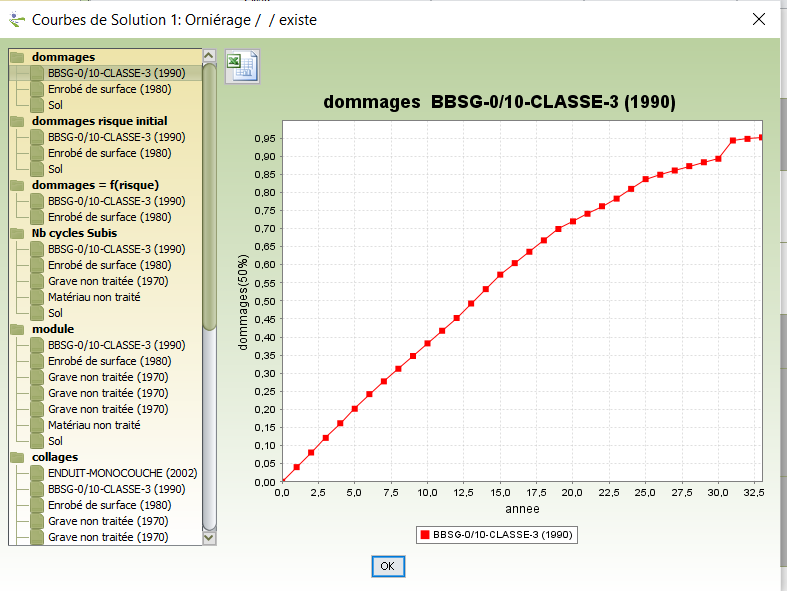 Courbes de Solution 1: Orniérage / / existe
dommages
BBSG-0/10-CLASSE-3 (1990)
Enrobé de surface (1980)
Sol
dommages risque initial
BBSG-0/10-CLASSE-3 (1990)
Enrobé de surface (1980)
Sol
dommages = f(risque)
BBSG-0/10-CLASSE-3 (1990)
Enrobé de surface (1980)
Nb cycles Subis
BBSG-0/10-CLASSE-3 (1990)
Enrobé de surface (1980)
Grave non traitée (1970)
Matériau non traité
Sol
module
BBSG-0/10-CLASSE-3 (1990)
Enrobé de surface (1980)
Grave non traitée (1970)
Grave non traitée (1970)
Grave non traitée (1970)
Matériau non traité
Sol
collages
ENDUIT-MONOCOUCHE (2002)
BBSG-0/10-CLASSE-3 (1990)
Enrobé de surface (1980)
Grave non traitée (1970)
Grave non traitée (1970)
dommages BBSG-0/10-CLASSE-3 (1990)
dommages(50%)
0,95
0,90
0,85
0,80
0,75
0,70
0,65
0,60
0,55
0,50
0,45
0,40
0,35
0,30
0,25
0,20
0,15
0,10
0,05
0,00
0,0 2,5 5,0 7,5 10,0 12,5 15,0 17,5 20,0 22,5 25,0 27,5 30,0 32,5
annee
BBSG-0/10-CLASSE-3 (1990)
OK